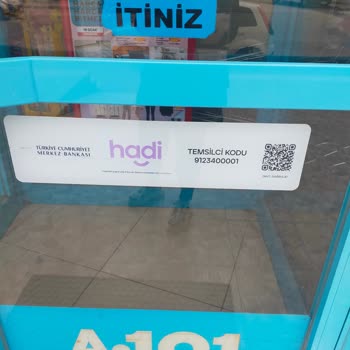 İTİNİZ
TÜRKİYE CUMHURİYET
MERKEZ BANKASI
hadi
TEMSİLCİ KODU
9123400001
A101